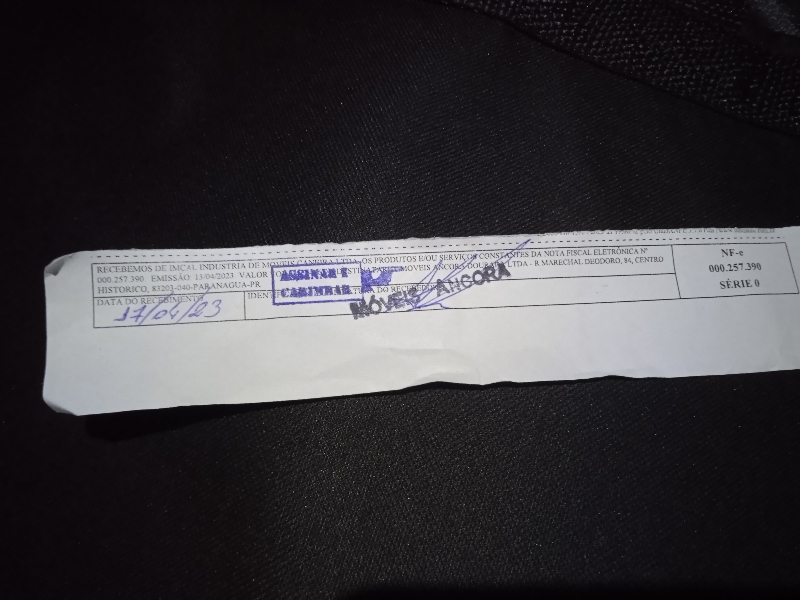 RECEBEMOS DE IMCAL INDUSTRIA DE MOVEIS CANEIRA LTDA OS PRODUTOS E/OU SERVIÇOS CONSTANTES DA NOTA FISCAL ELETRÔNICA Nº
000.257.390 EMISSÃO: 13/04/2023 VALOR MOVEIS ANCORA LTDA - R MARECHAL DEODORO, 84, CENTRO
HISTORICO, 83203-040-PARANAGUA-PR
ASSINAR E
CARIMBAR
MÓVEIS ÂNCORA
DATA DO RECEBIMENTO
17/04/23
NF-e
000.257.390
SÉRIE 0